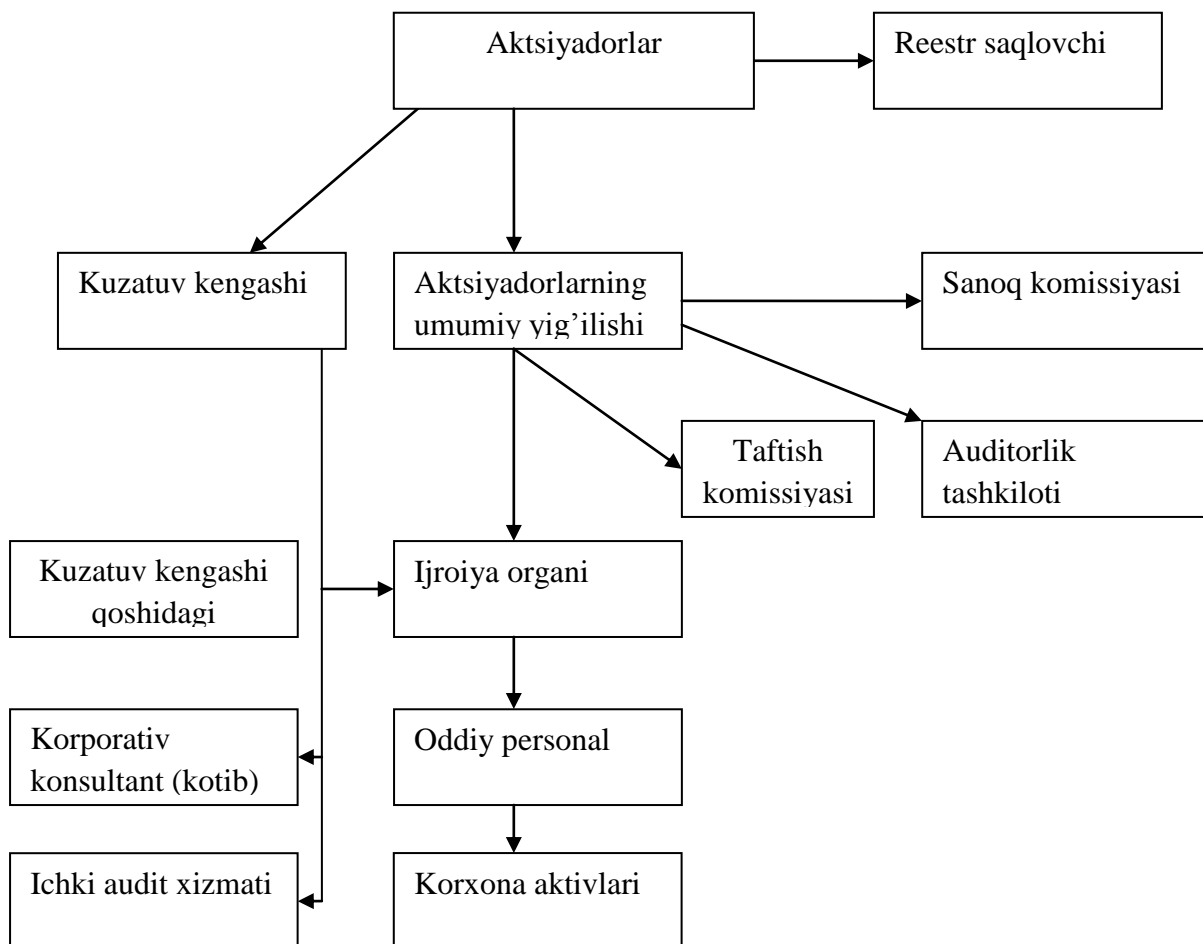 Aktsiyadorlar
Reestr saqlovchi
Kuzatuv kengashi
Aktsiyadorlarning
umumiy yig’ilishi
Sanoq komissiyasi
Taftish
komissiyasi
Auditorlik
tashkiloti
Kuzatuv kengashi
qoshidagi
Ijroiya organi
Korporativ
konsultant (kotib)
Oddiy personal
Ichki audit xizmati
Korxona aktivlari